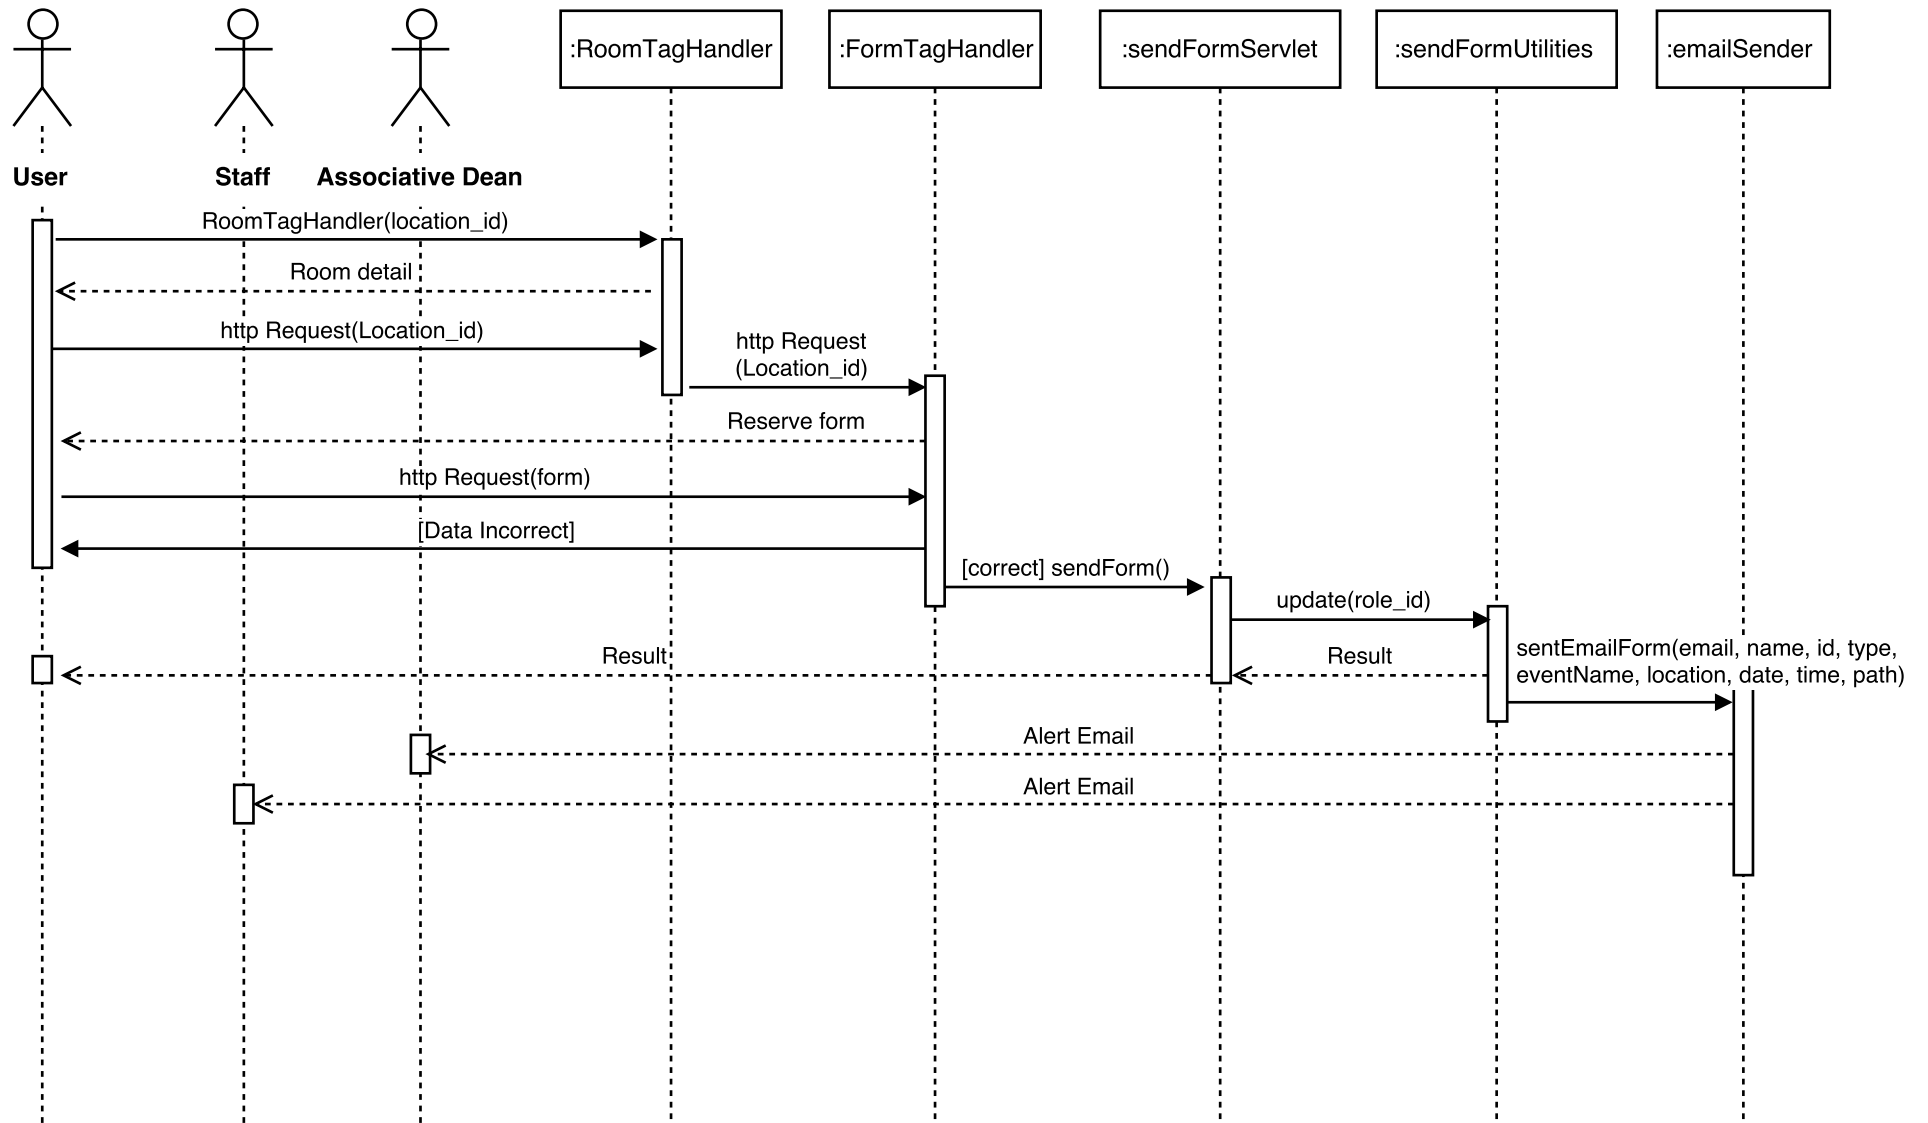 :RoomTagHandler
:FormTagHandler
:sendFormServlet
:sendFormUtilities
:emailSender
User
Staff
Associative Dean
RoomTagHandler(location_id)
Room detail
http Request(Location_id)
http Request
(Location_id)
Reserve form
http Request(form)
[Data Incorrect]
[correct] sendForm()
update(role_id)
Result
Result
sentEmailForm(email, name, id, type,
eventName, location, date, time, path)
Alert Email
Alert Email